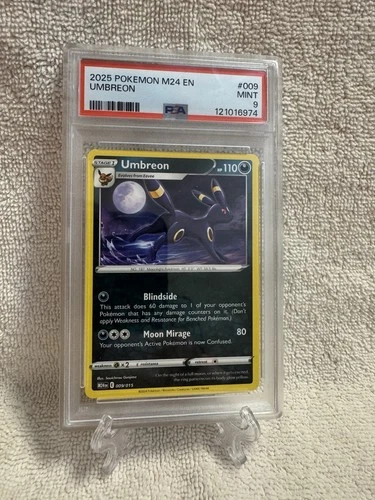 2025 POKEMON M24 EN #009
UMBREON MINT
9
PSA 121016974
STAGE 1 Umbreon HP 110
Evolves from Eevee
Blindside
This attack does 60 damage to 1 of your opponent's
Pokémon that has any damage counters on it. (Don't
apply Weakness and Resistance for Benched Pokémon.)
Moon Mirage 80
Your opponent's Active Pokémon is now Confused.
weakness ×2 resistance retreat
009/015